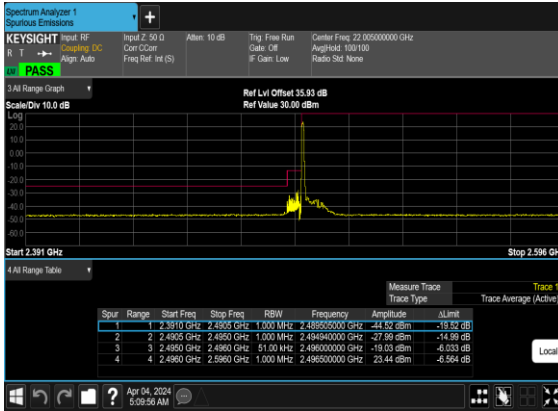 Spectrum Analyzer 1
Spurious Emissions
+
KEYSIGHT Input: RF Input Z: 50 Ω Atten: 10 dB Trig: Free Run Center Freq: 22.005000000 GHz
R T Coupling: DC Corr CCorr Gate: Off Avg|Hold: 100/100
Align: Auto Freq Ref: Int (S) IF Gain: Low Radio Std: None
PASS
3 All Range Graph
Ref Lvl Offset 35.93 dB
Scale/Div 10.0 dB Ref Value 30.00 dBm
Log
20.0
10.0
0.00
-10.0
-20.0
-30.0
-40.0
-50.0
-60.0
Start 2.391 GHz Stop 2.596 GH
4 All Range Table
Measure Trace Trace 1
Trace Type Trace Average (Active)
Spur Range Start Freq Stop Freq RBW Frequency Amplitude ΔLimit
1 1 2.3910 GHz 2.4905 GHz 1.000 MHz 2.489505000 GHz -44.52 dBm -19.52 dB
2 2 2.4905 GHz 2.4950 GHz 1.000 MHz 2.494940000 GHz -27.99 dBm -14.99 dB
3 3 2.4950 GHz 2.4960 GHz 51.00 kHz 2.496000000 GHz -19.03 dBm -6.033 dB
4 4 2.4960 GHz 2.5960 GHz 1.000 MHz 2.496500000 GHz 23.44 dBm -6.564 dB
Local
?
Apr 04, 2024
5:09:56 AM